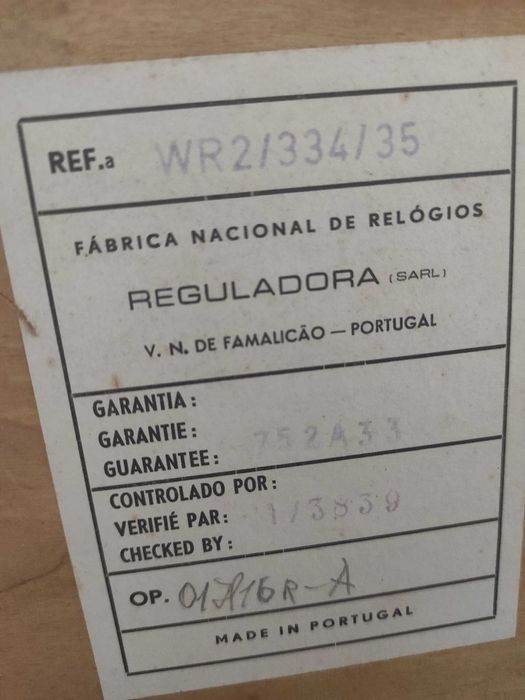 REF.a WR2/334/35
FÁBRICA NACIONAL DE RELÓGIOS
REGULADORA (SARL)
V. N. DE FAMALICÃO — PORTUGAL
GARANTIA:
GARANTIE:
GUARANTEE: 752A33
CONTROLADO POR:
VERIFIÉ PAR:
CHECKED BY:
OP.
MADE IN PORTUGAL